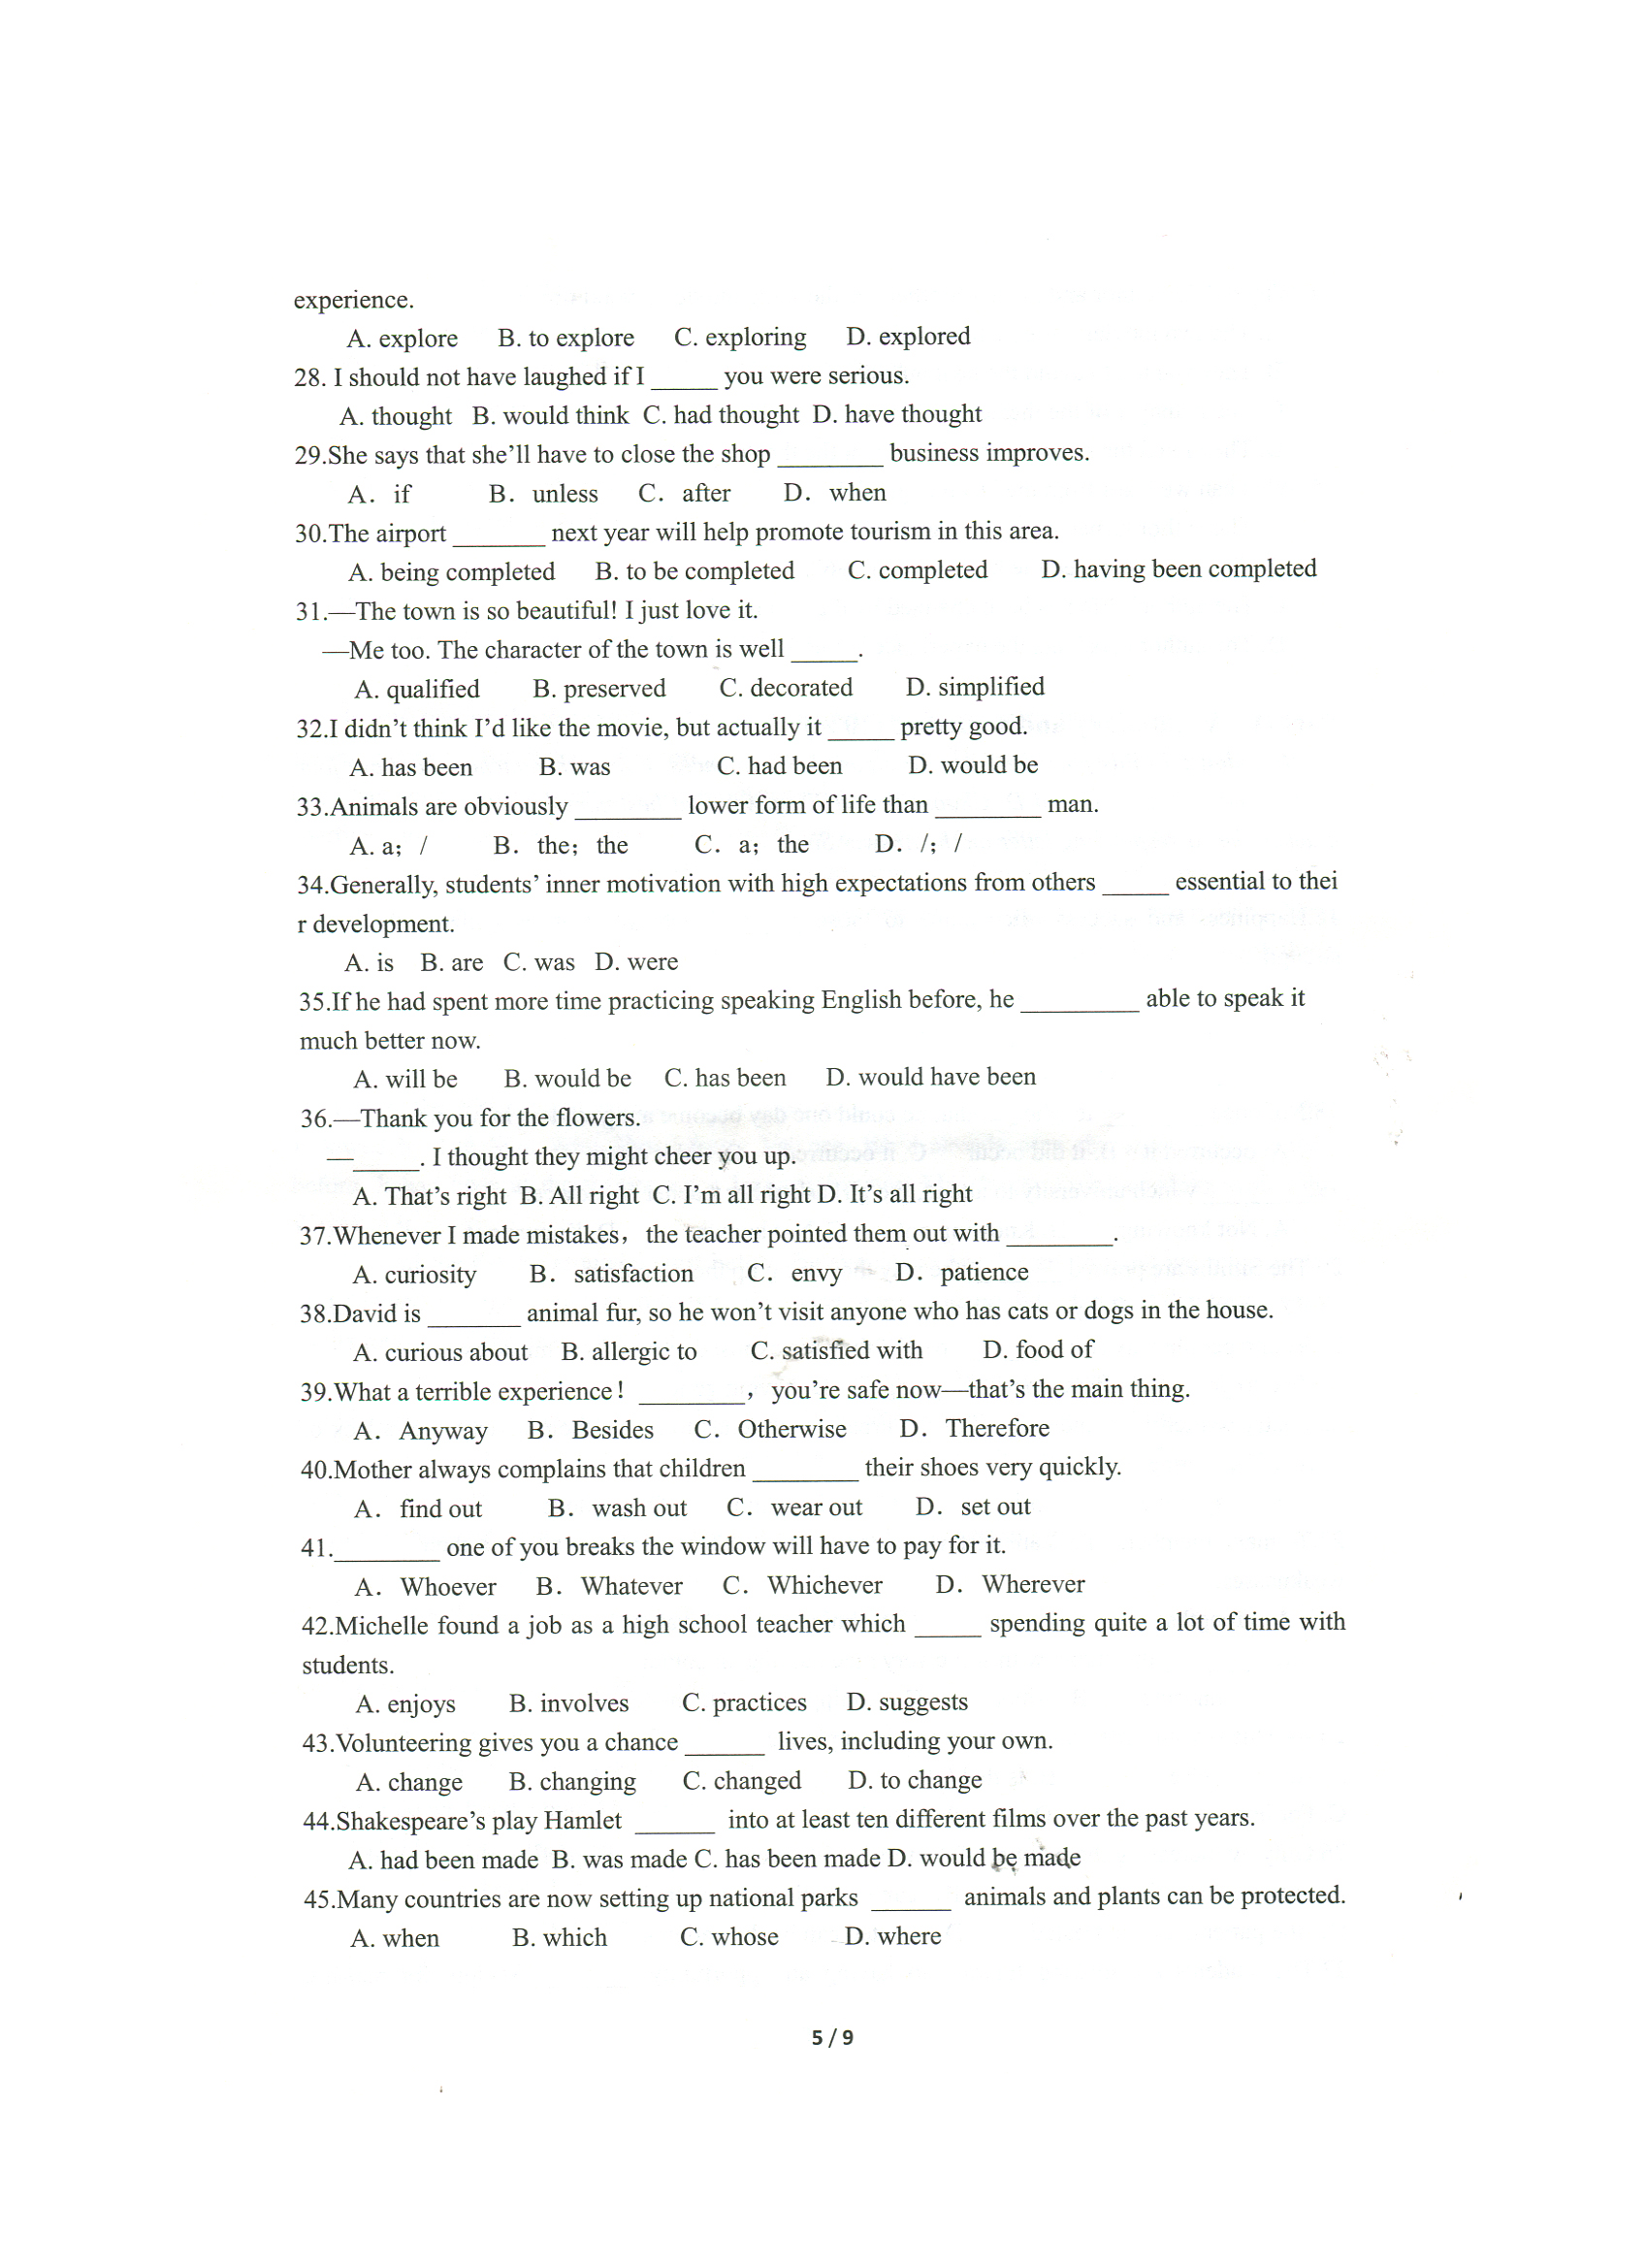 experience.
A. explore B. to explore C. exploring D. explored
28. I should not have laughed if I _____ you were serious.
A. thought B. would think C. had thought D. have thought
29.She says that she’ll have to close the shop ________ business improves.
A．if B．unless C．after D．when
30.The airport _______ next year will help promote tourism in this area.
A. being completed B. to be completed C. completed D. having been completed
31.—The town is so beautiful! I just love it.
—Me too. The character of the town is well _____.
A. qualified B. preserved C. decorated D. simplified
32.I didn’t think I’d like the movie, but actually it _____ pretty good.
A. has been B. was C. had been D. would be
33.Animals are obviously ________ lower form of life than ________ man.
A. a；/ B．the；the C．a；the D．/；/
34.Generally, students’ inner motivation with high expectations from others _____ essential to thei
r development.
A. is B. are C. was D. were
35.If he had spent more time practicing speaking English before, he _________ able to speak it
much better now.
A. will be B. would be C. has been D. would have been
36.—Thank you for the flowers.
—_____. I thought they might cheer you up.
A. That’s right B. All right C. I’m all right D. It’s all right
37.Whenever I made mistakes，the teacher pointed them out with ________.
A. curiosity B．satisfaction C．envy D．patience
38.David is _______ animal fur, so he won’t visit anyone who has cats or dogs in the house.
A. curious about B. allergic to C. satisfied with D. food of
39.What a terrible experience！________，you’re safe now—that’s the main thing.
A．Anyway B．Besides C．Otherwise D．Therefore
40.Mother always complains that children ________ their shoes very quickly.
A．find out B．wash out C．wear out D．set out
41.________ one of you breaks the window will have to pay for it.
A．Whoever B．Whatever C．Whichever D．Wherever
42.Michelle found a job as a high school teacher which _____ spending quite a lot of time with
students.
A. enjoys B. involves C. practices D. suggests
43.Volunteering gives you a chance ______ lives, including your own.
A. change B. changing C. changed D. to change
44.Shakespeare’s play Hamlet ______ into at least ten different films over the past years.
A. had been made B. was made C. has been made D. would be made
45.Many countries are now setting up national parks ______ animals and plants can be protected.
A. when B. which C. whose D. where
5 / 9